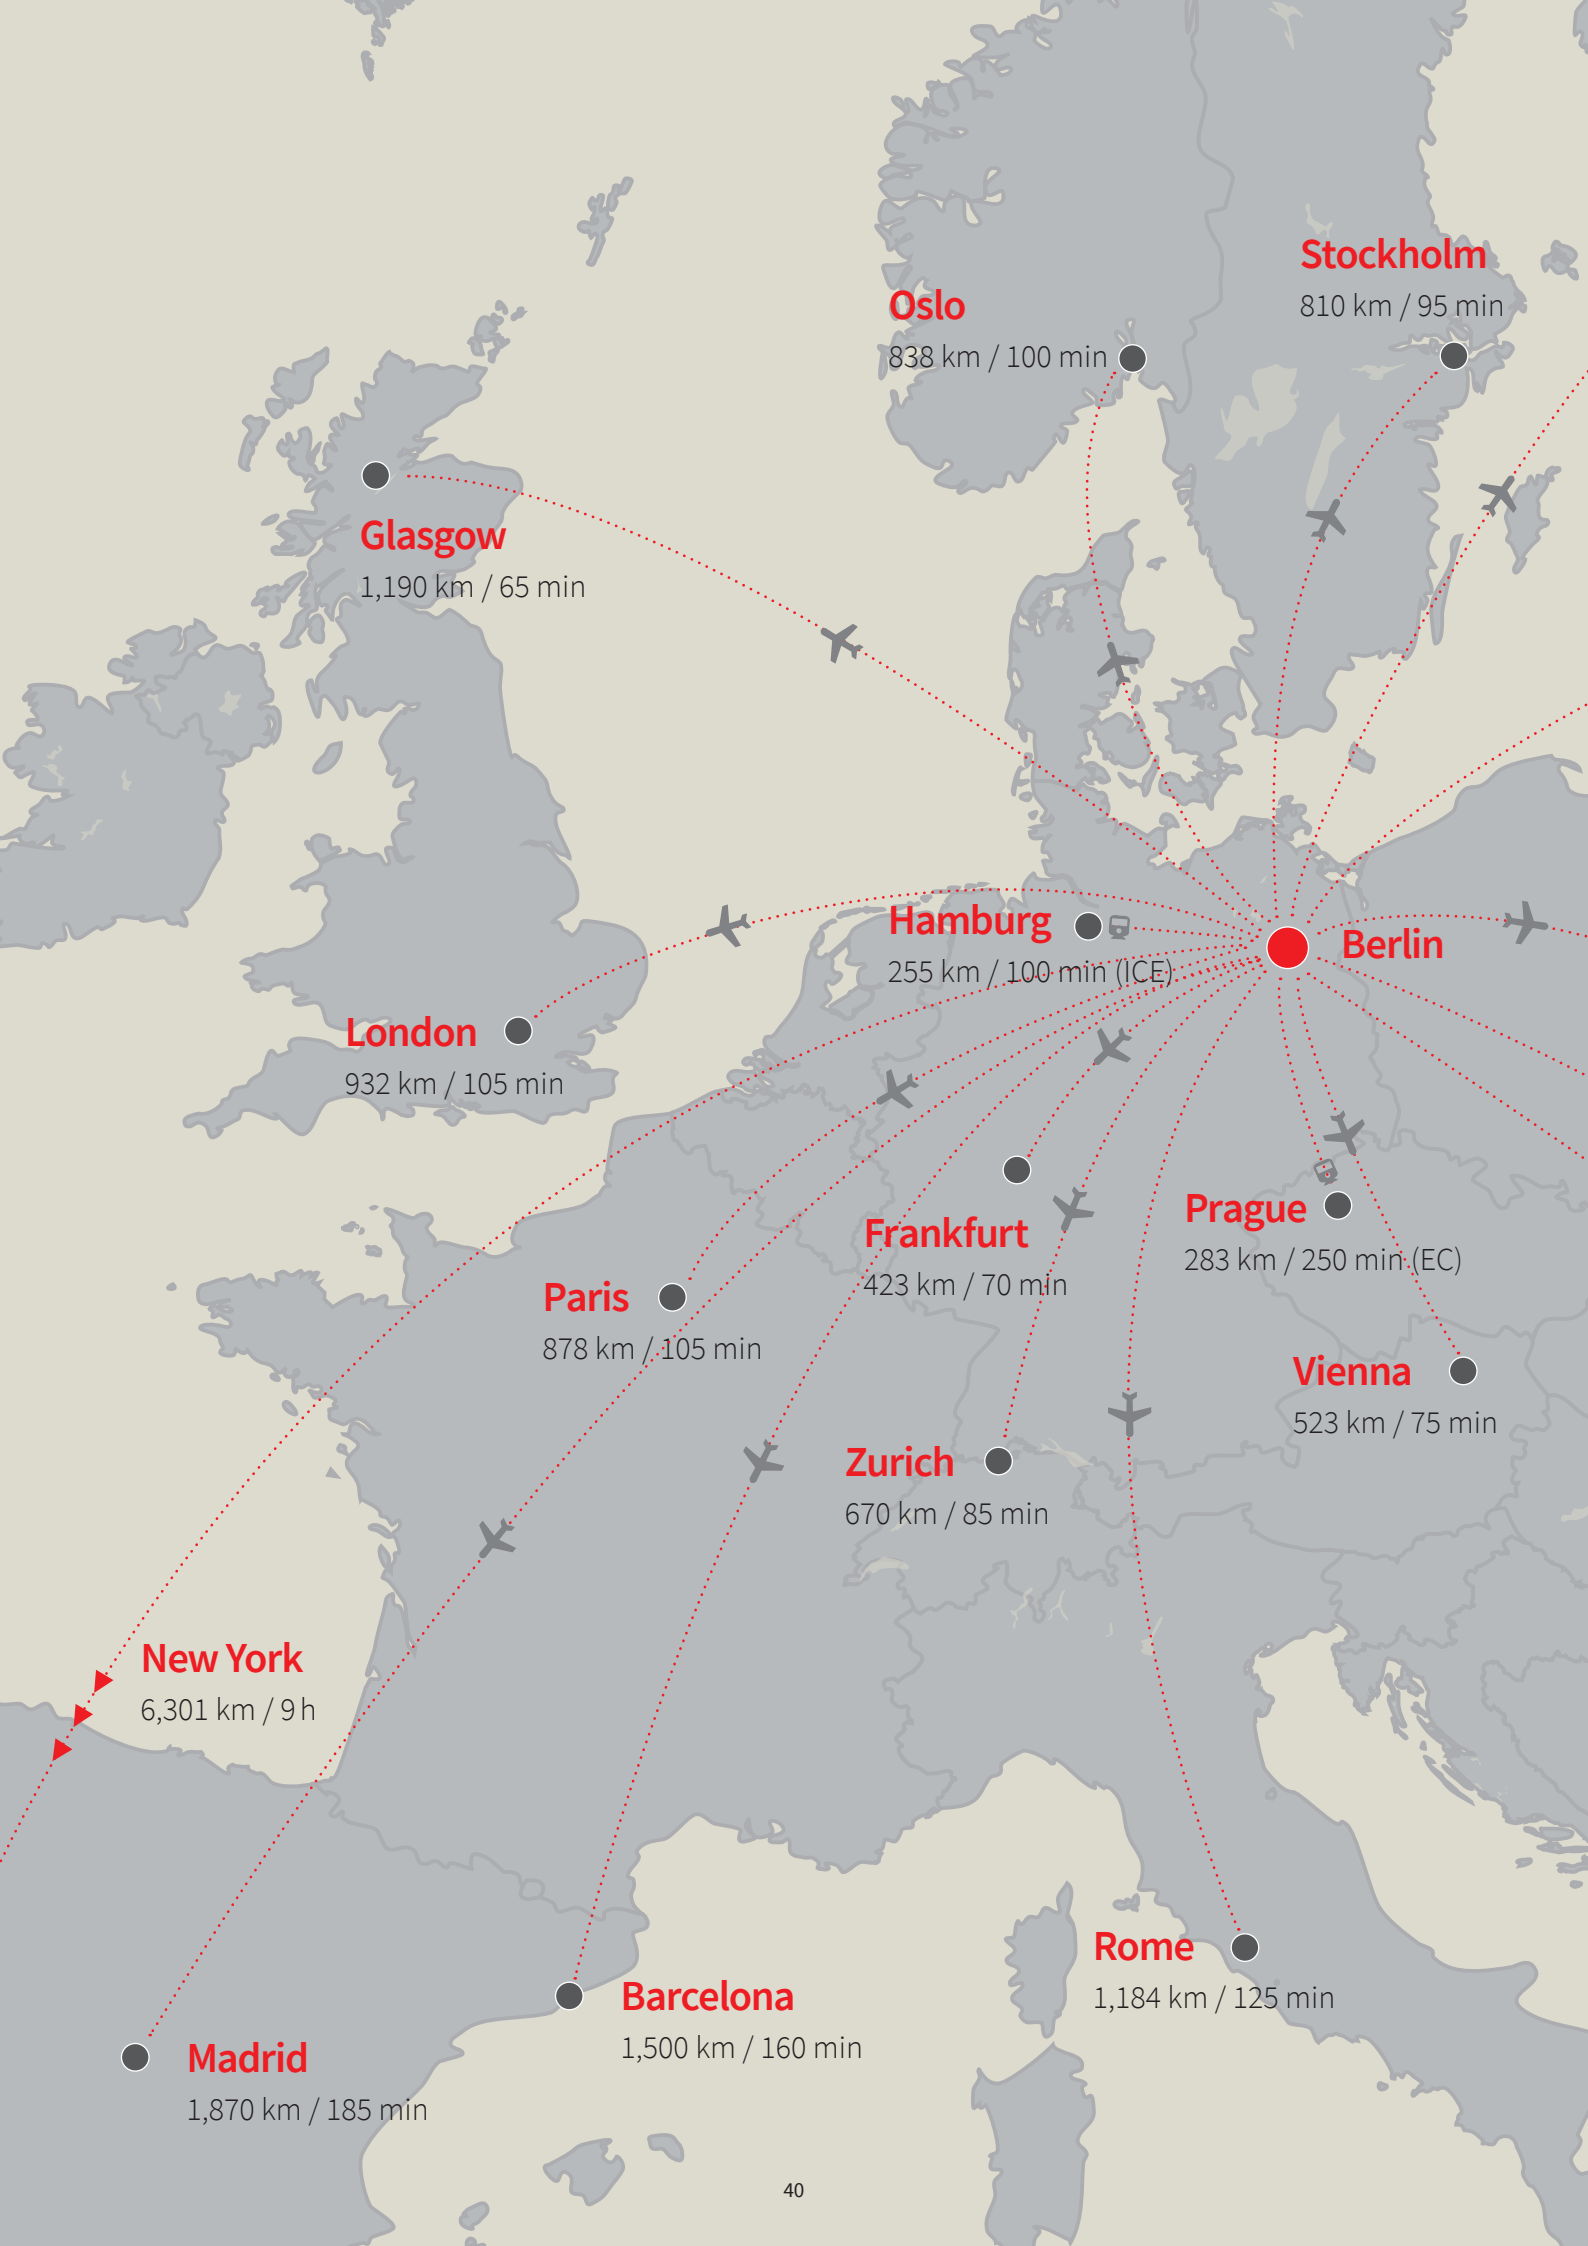 Stockholm
810 km / 95 min
Oslo
838 km / 100 min
Glasgow
1,190 km / 65 min
Hamburg
255 km / 100 min (ICE)
Berlin
London
932 km / 105 min
Prague
283 km / 250 min (EC)
Frankfurt
423 km / 70 min
Paris
878 km / 105 min
Vienna
523 km / 75 min
Zurich
670 km / 85 min
New York
6,301 km / 9 h
Rome
1,184 km / 125 min
Barcelona
1,500 km / 160 min
Madrid
1,870 km / 185 min
40